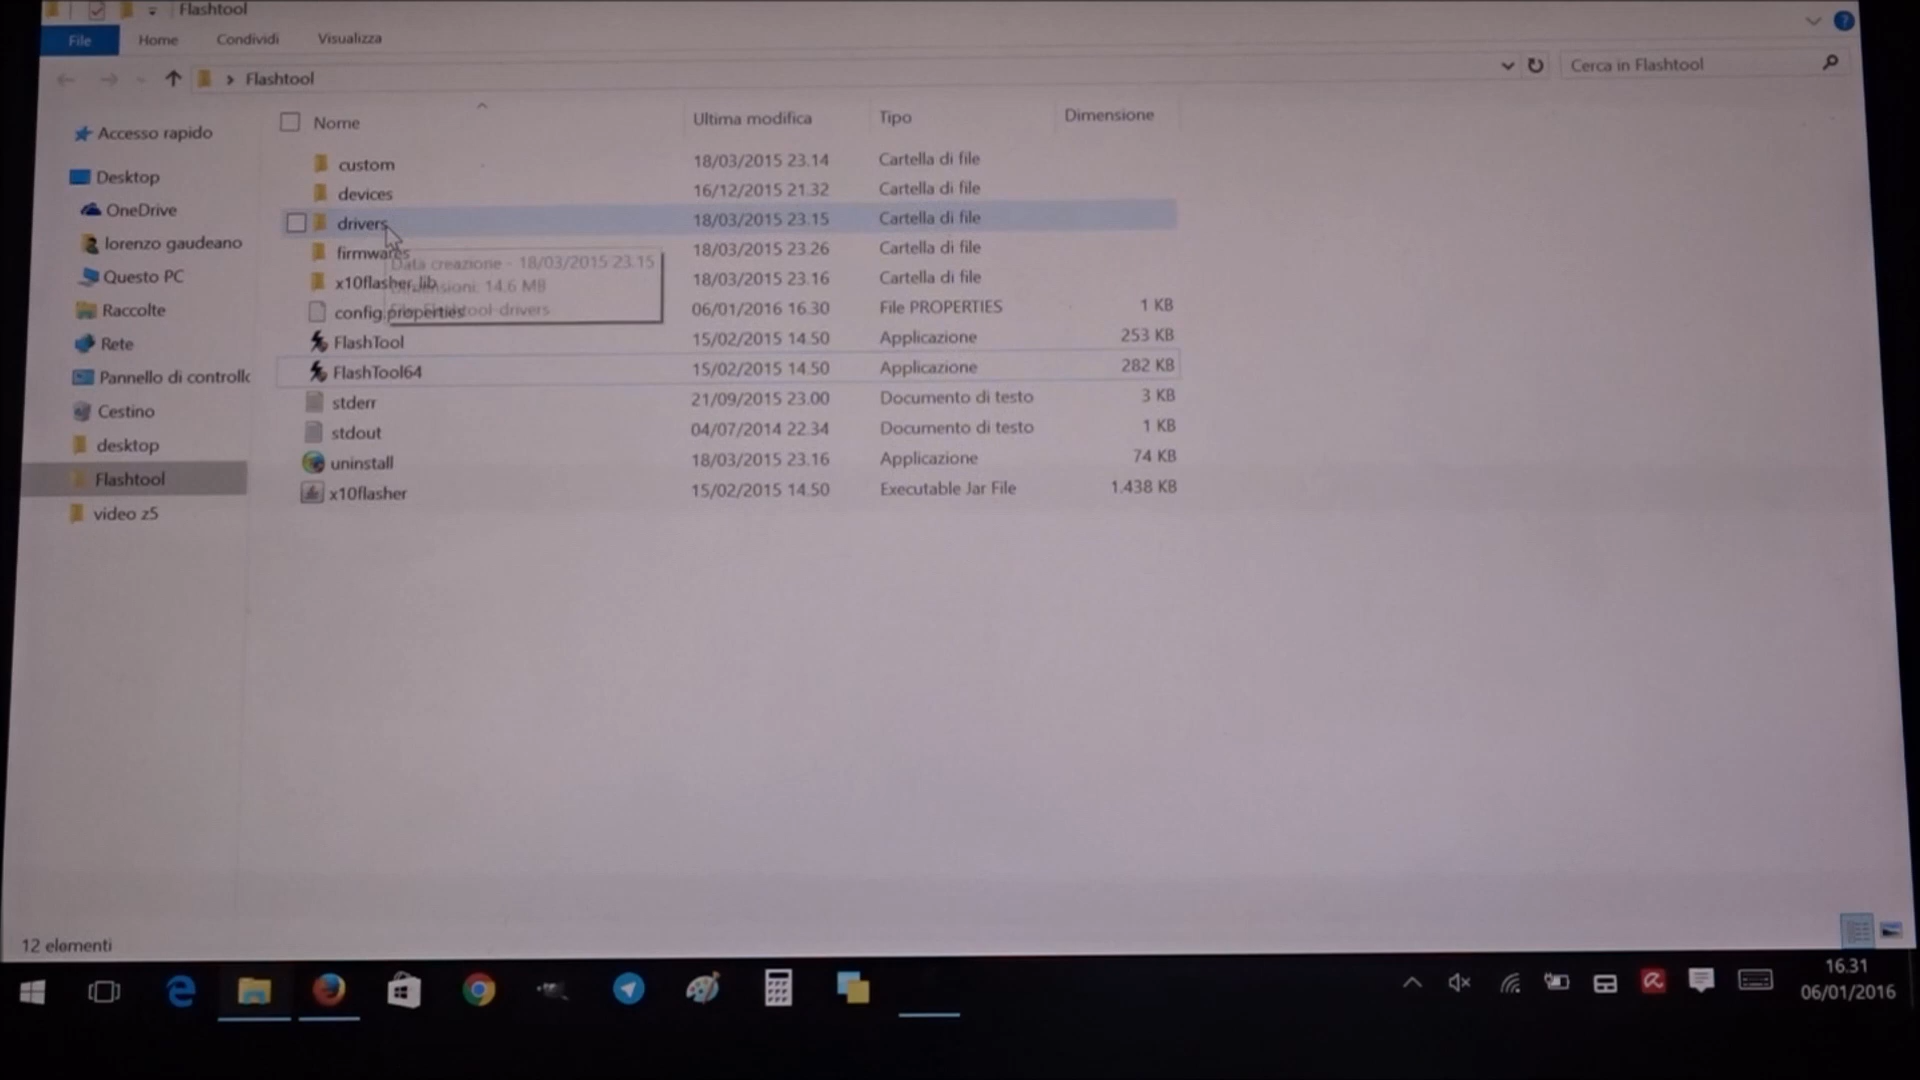 Flashtool
File Home Condividi Visualizza
Flashtool
Cerca in Flashtool
Nome Ultima modifica Tipo Dimensione
Accesso rapido
Desktop
OneDrive
lorenzo gaudeano
Questo PC
Raccolte
Rete
Pannello di controllo
Cestino
desktop
Flashtool
video z5
custom 18/03/2015 23.14 Cartella di file
devices 16/12/2015 21.32 Cartella di file
drivers 18/03/2015 23.15 Cartella di file
firmwares 18/03/2015 23.26 Cartella di file
x10flasher_lib 18/03/2015 23.16 Cartella di file
config.properties 06/01/2016 16.30 File PROPERTIES 1 KB
FlashTool 15/02/2015 14.50 Applicazione 253 KB
FlashTool64 15/02/2015 14.50 Applicazione 282 KB
stderr 21/09/2015 23.00 Documento di testo 3 KB
stdout 04/07/2014 22.34 Documento di testo 1 KB
uninstall 18/03/2015 23.16 Applicazione 74 KB
x10flasher 15/02/2015 14.50 Executable Jar File 1.438 KB
Data creazione - 18/03/2015 23.15
14.6 MB
12 elementi
16.31
06/01/2016